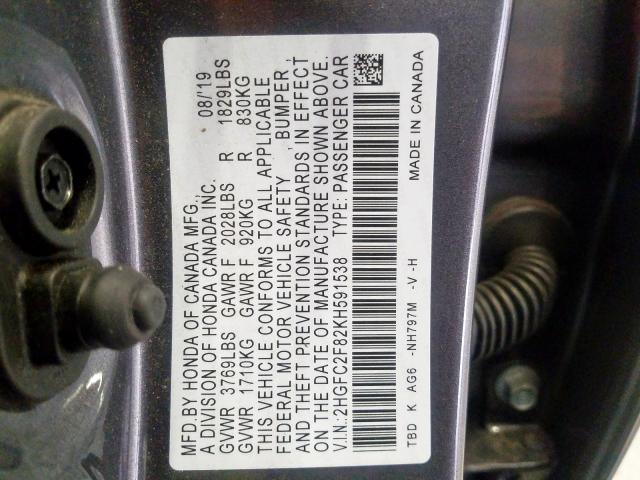 MFD.BY HONDA OF CANADA MFG., 08/'19
A DIVISION OF HONDA CANADA INC.
GVWR 3769LBS GAWR F 2028LBS R 1829LBS
GVWR 1710KG GAWR F 920KG R 830KG
THIS VEHICLE CONFORMS TO ALL APPLICABLE
FEDERAL MOTOR VEHICLE SAFETY , BUMPER ,
AND THEFT PREVENTION STANDARDS IN EFFECT
ON THE DATE OF MANUFACTURE SHOWN ABOVE.
V.I.N.:2HGFC2F82KH591538 TYPE: PASSENGER CAR
TBD K AG6 -NH797M -V -H MADE IN CANADA